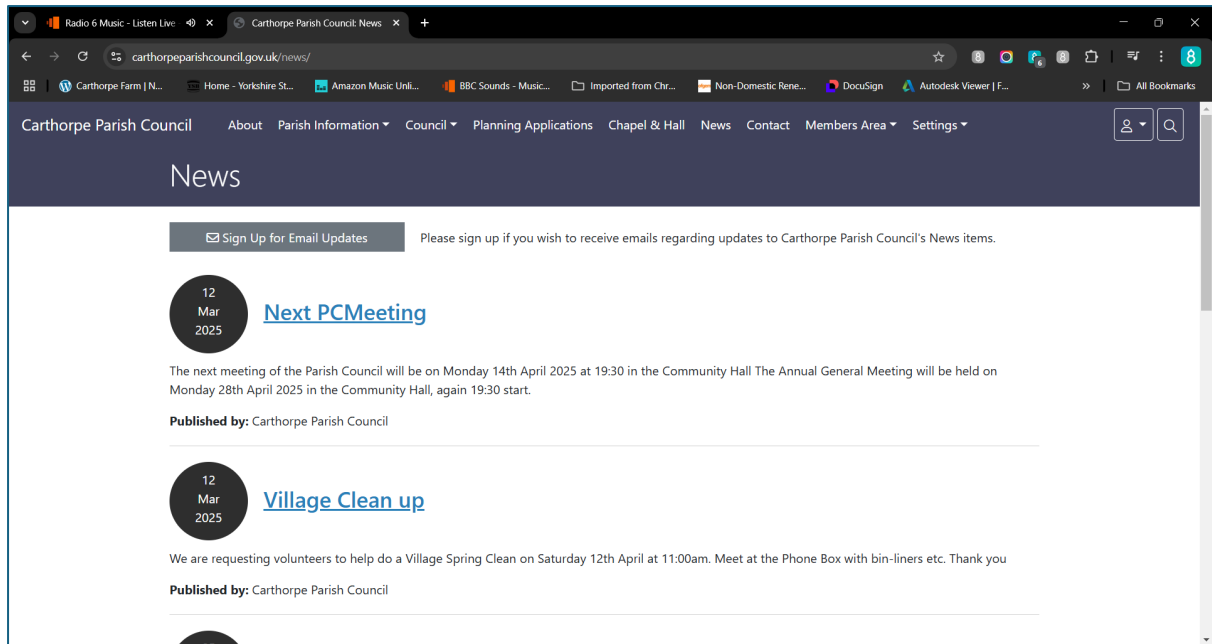 Radio 6 Music - Listen Live
Carthorpe Parish Council: News
carthorpeparishcouncil.gov.uk/news/
8
6
8
8
Carthorpe Farm | N...
Home - Yorkshire St...
Amazon Music Unli...
BBC Sounds - Music...
Imported from Chr...
Non-Domestic Rene...
DocuSign
Autodesk Viewer | F...
»
All Bookmarks
Carthorpe Parish Council
About
Parish Information
Council
Planning Applications
Chapel & Hall
News
Contact
Members Area
Settings
News
Sign Up for Email Updates
Please sign up if you wish to receive emails regarding updates to Carthorpe Parish Council's News items.
12
Mar
2025
Next PCMeeting
The next meeting of the Parish Council will be on Monday 14th April 2025 at 19:30 in the Community Hall The Annual General Meeting will be held on
Monday 28th April 2025 in the Community Hall, again 19:30 start.
Published by: Carthorpe Parish Council
12
Mar
2025
Village Clean up
We are requesting volunteers to help do a Village Spring Clean on Saturday 12th April at 11:00am. Meet at the Phone Box with bin-liners etc. Thank you
Published by: Carthorpe Parish Council